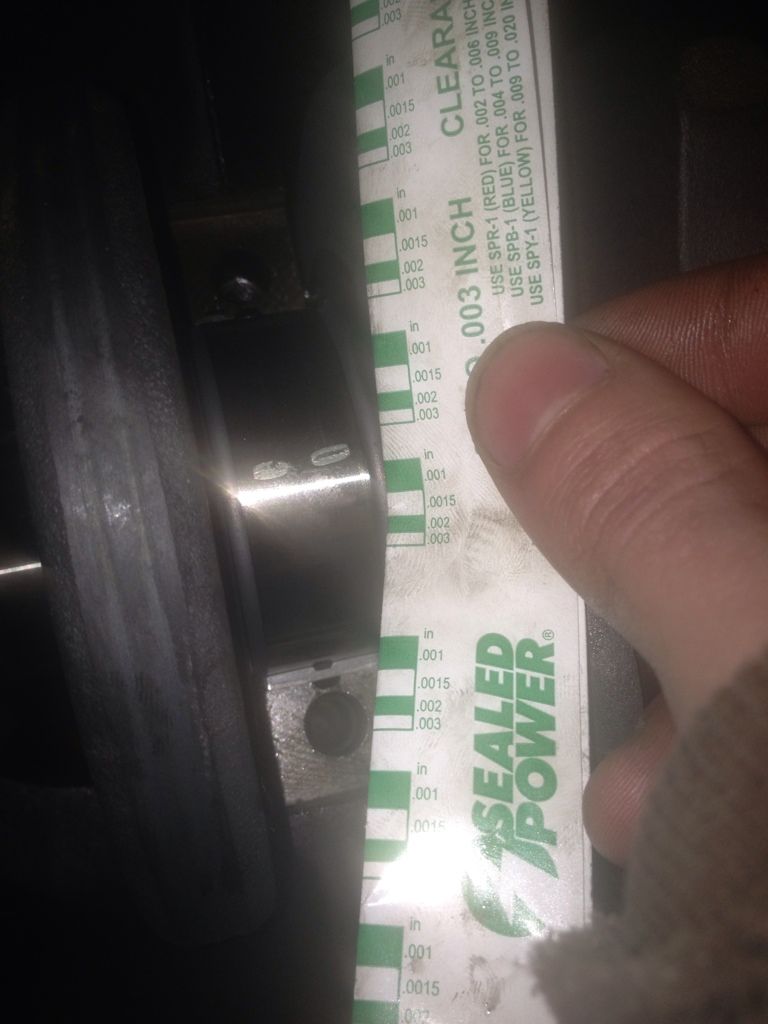 .002
.003
in
.001
.0015
.002
.003
in
.001
.0015
.002
.003
in
.001
.0015
.002
.003
in
.001
.0015
.002
.003
in
.001
.0015
.002
.003
in
.001
.0015
in
.001
.0015
.002
.003 INCH CLEARA
USE SPR-1 (RED) FOR .002 TO .006 INCH
USE SPB-1 (BLUE) FOR .004 TO .009 INC
USE SPY-1 (YELLOW) FOR .009 TO .020 IN
SEALED
POWER®